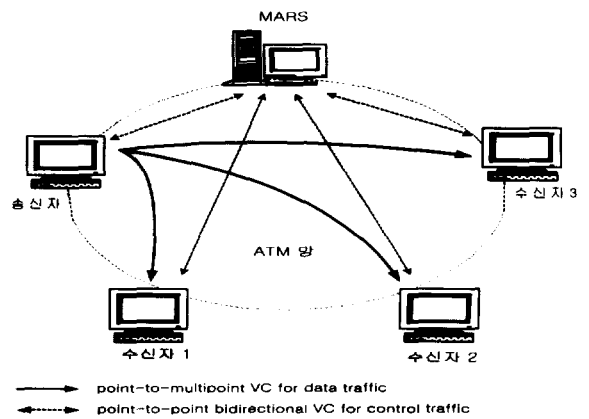 MARS
송신자
수신자 3
ATM 망
수신자 1
수신자 2
point-to-multipoint VC for data traffic
point-to-point bidirectional VC for control traffic